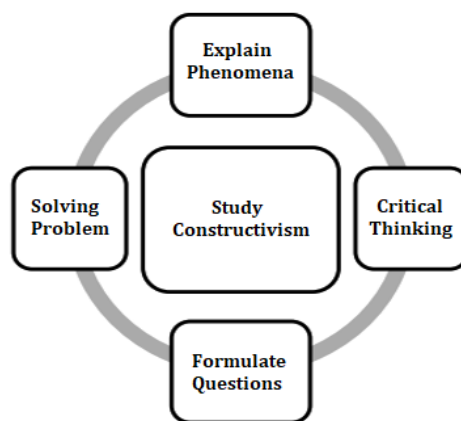 Explain
Phenomena
Solving
Problem
Study
Constructivism
Critical
Thinking
Formulate
Questions